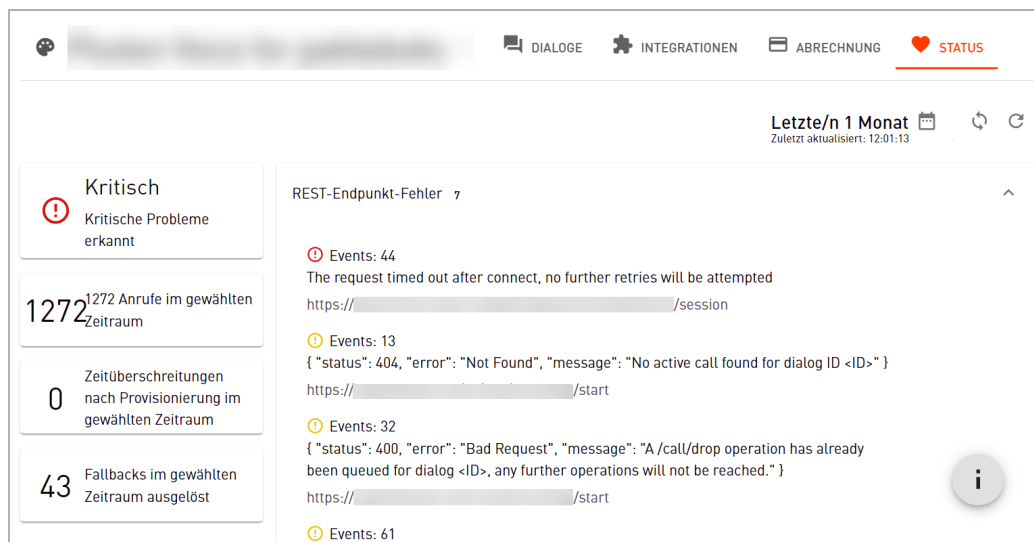 DIALOGE INTEGRATIONEN ABRECHNUNG STATUS
Letzte/n 1 Monat
Zuletzt aktualisiert: 12:01:13
Kritisch
Kritische Probleme
erkannt
1272
1272 Anrufe im gewählten
Zeitraum
0
Zeitüberschreitungen
nach Provisionierung im
gewählten Zeitraum
43
Fallbacks im gewählten
Zeitraum ausgelöst
REST-Endpunkt-Fehler 7
Events: 44
The request timed out after connect, no further retries will be attempted
https:// /session
Events: 13
{ "status": 404, "error": "Not Found", "message": "No active call found for dialog ID <ID>" }
https:// /start
Events: 32
{ "status": 400, "error": "Bad Request", "message": "A /call/drop operation has already
been queued for dialog <ID>, any further operations will not be reached." }
https:// /start
Events: 61
i